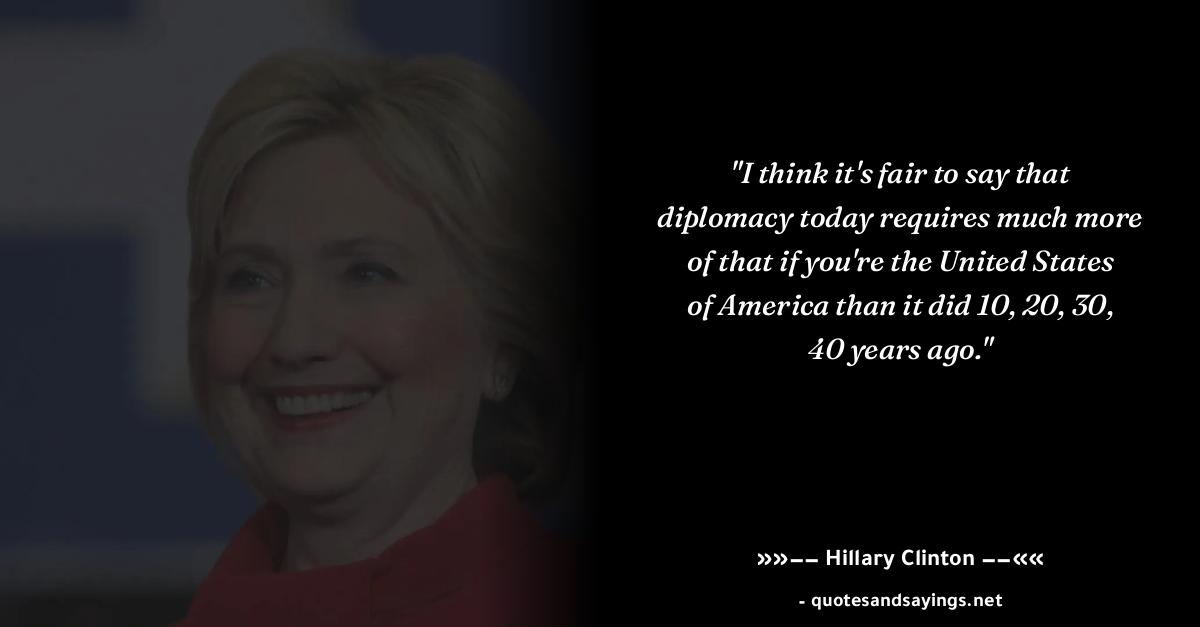 "I think it's fair to say that
diplomacy today requires much more
of that if you're the United States
of America than it did 10, 20, 30,
40 years ago."
»»–– Hillary Clinton ––««
- quotesandsayings.net